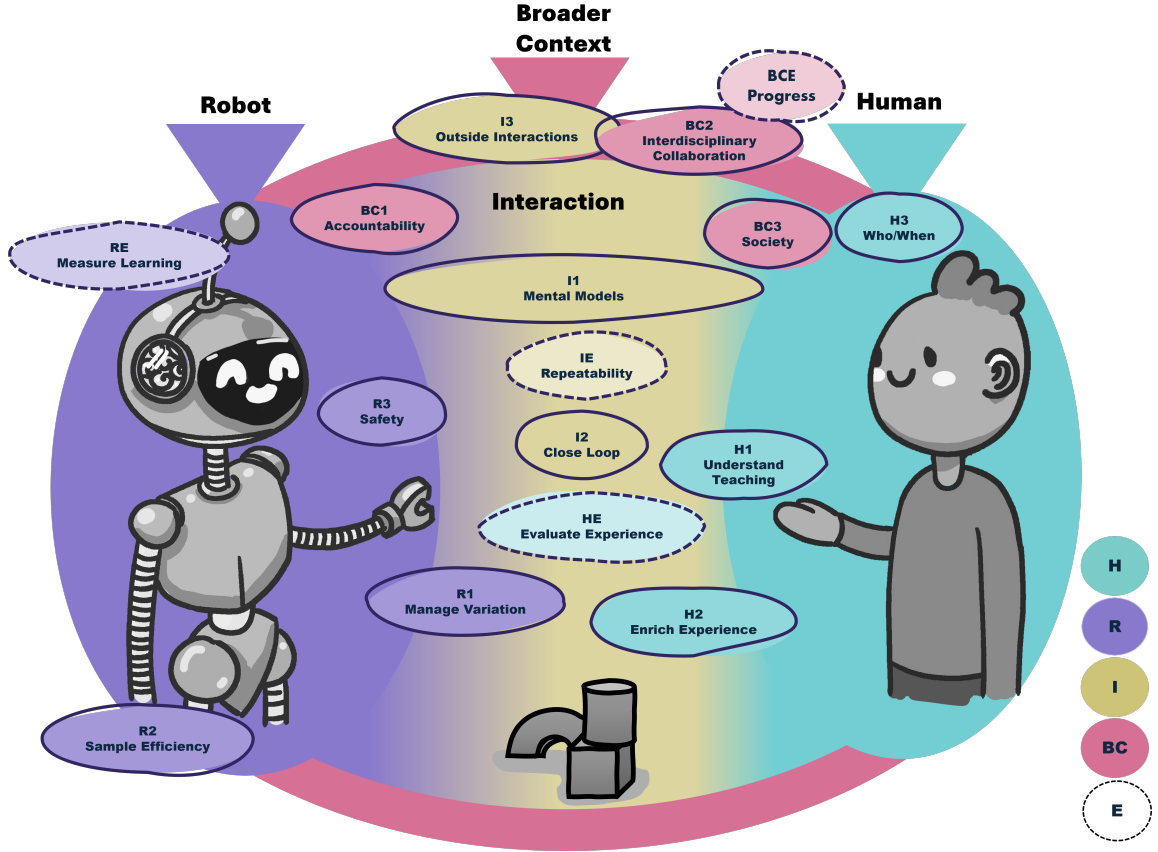 Broader
Context
Robot
Human
BCE
Progress
I3
Outside Interactions
BC2
Interdisciplinary
Collaboration
Interaction
BC1
Accountability
BC3
Society
H3
Who/When
RE
Measure Learning
I1
Mental Models
IE
Repeatability
R3
Safety
I2
Close Loop
H1
Understand
Teaching
HE
Evaluate Experience
R1
Manage Variation
H2
Enrich Experience
R2
Sample Efficiency
H
R
I
BC
E